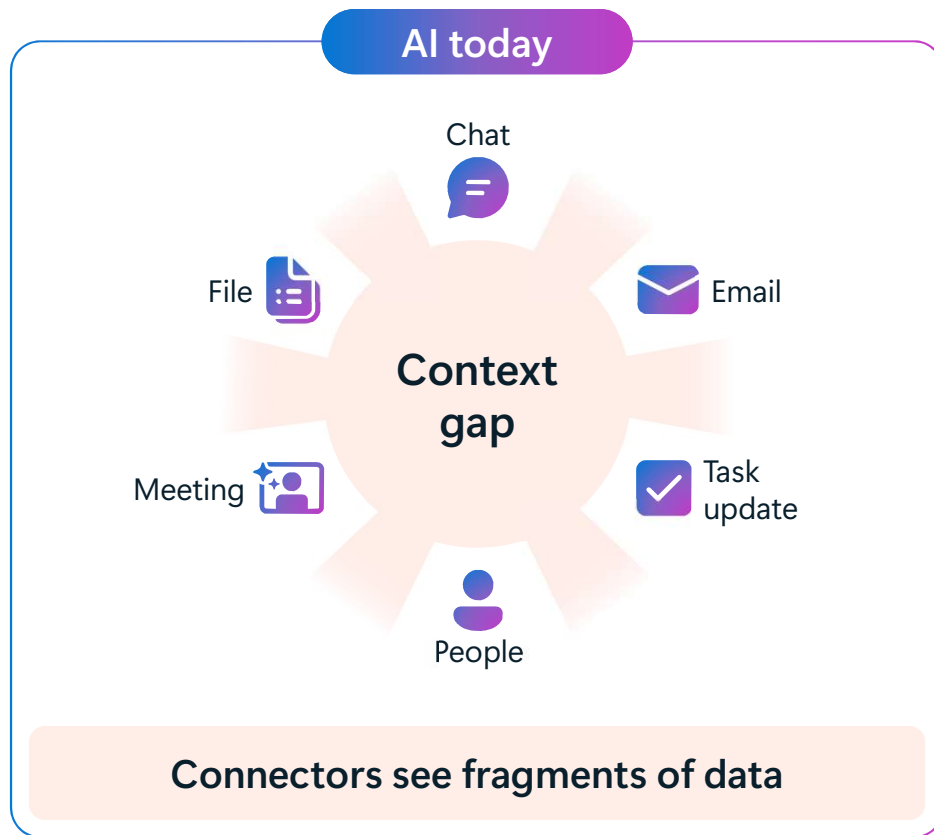 AI today
Chat
File
Email
Context
gap
Meeting
Task
update
People
Connectors see fragments of data